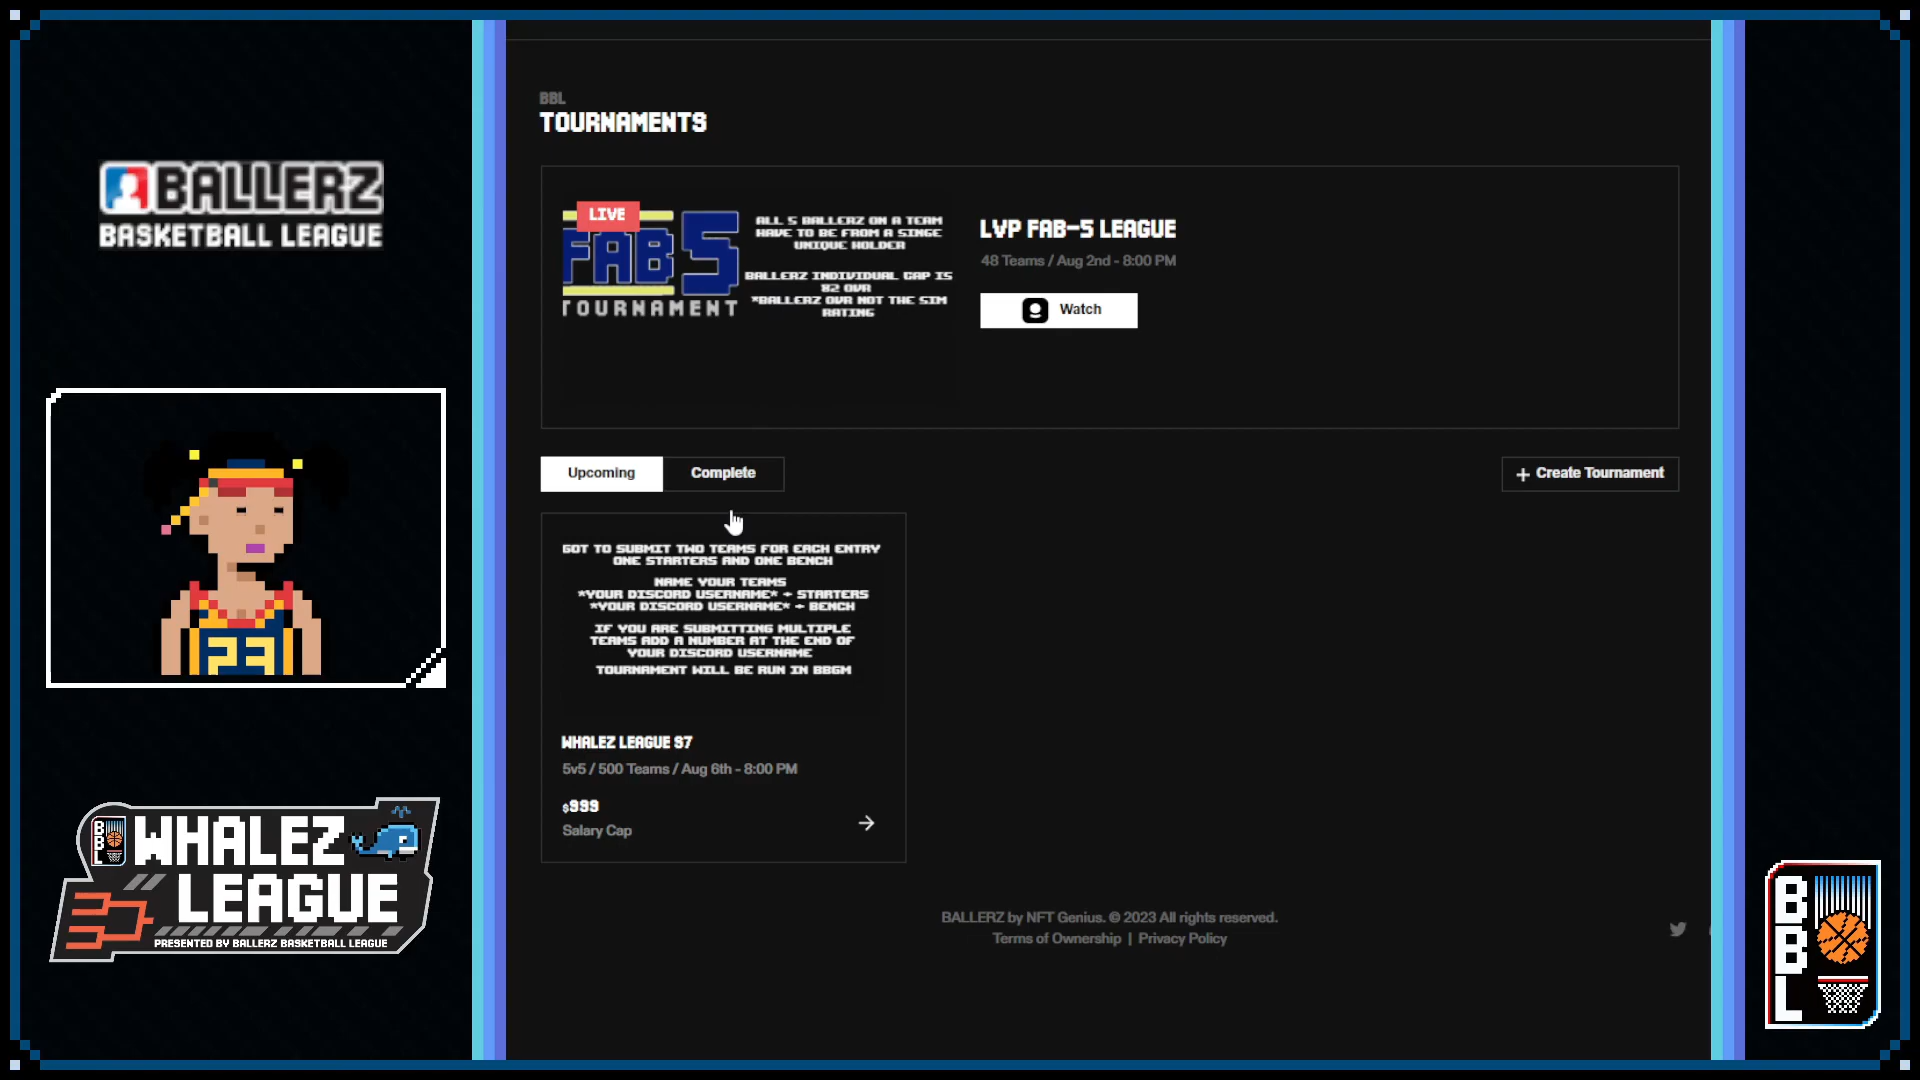 BALLERZ
BASKETBALL LEAGUE
23
BBL
WHALEZ
LEAGUE
PRESENTED BY BALLERZ BASKETBALL LEAGUE
BBL
TOURNAMENTS
LIVE
FAB 5
TOURNAMENT
ALL 5 BALLERZ ON A TEAM
HAVE TO BE FROM A SINGE
UNIQUE HOLDER
BALLERZ INDIVIDUAL CAP IS
82 OVR
*BALLERZ OVR NOT THE SIM
RATING
LVP FAB-5 LEAGUE
48 Teams / Aug 2nd - 8:00 PM
Watch
Upcoming
Complete
+ Create Tournament
GOT TO SUBMIT TWO TEAMS FOR EACH ENTRY
ONE STARTERS AND ONE BENCH
NAME YOUR TEAMS
*YOUR DISCORD USERNAME* + STARTERS
*YOUR DISCORD USERNAME* + BENCH
IF YOU ARE SUBMITTING MULTIPLE
TEAMS ADD A NUMBER AT THE END OF
YOUR DISCORD USERNAME
TOURNAMENT WILL BE RUN IN BBGM
WHALEZ LEAGUE S7
5v5 / 500 Teams / Aug 6th - 8:00 PM
$999
Salary Cap
BALLERZ by NFT Genius. © 2023 All rights reserved.
Terms of Ownership | Privacy Policy
BBL